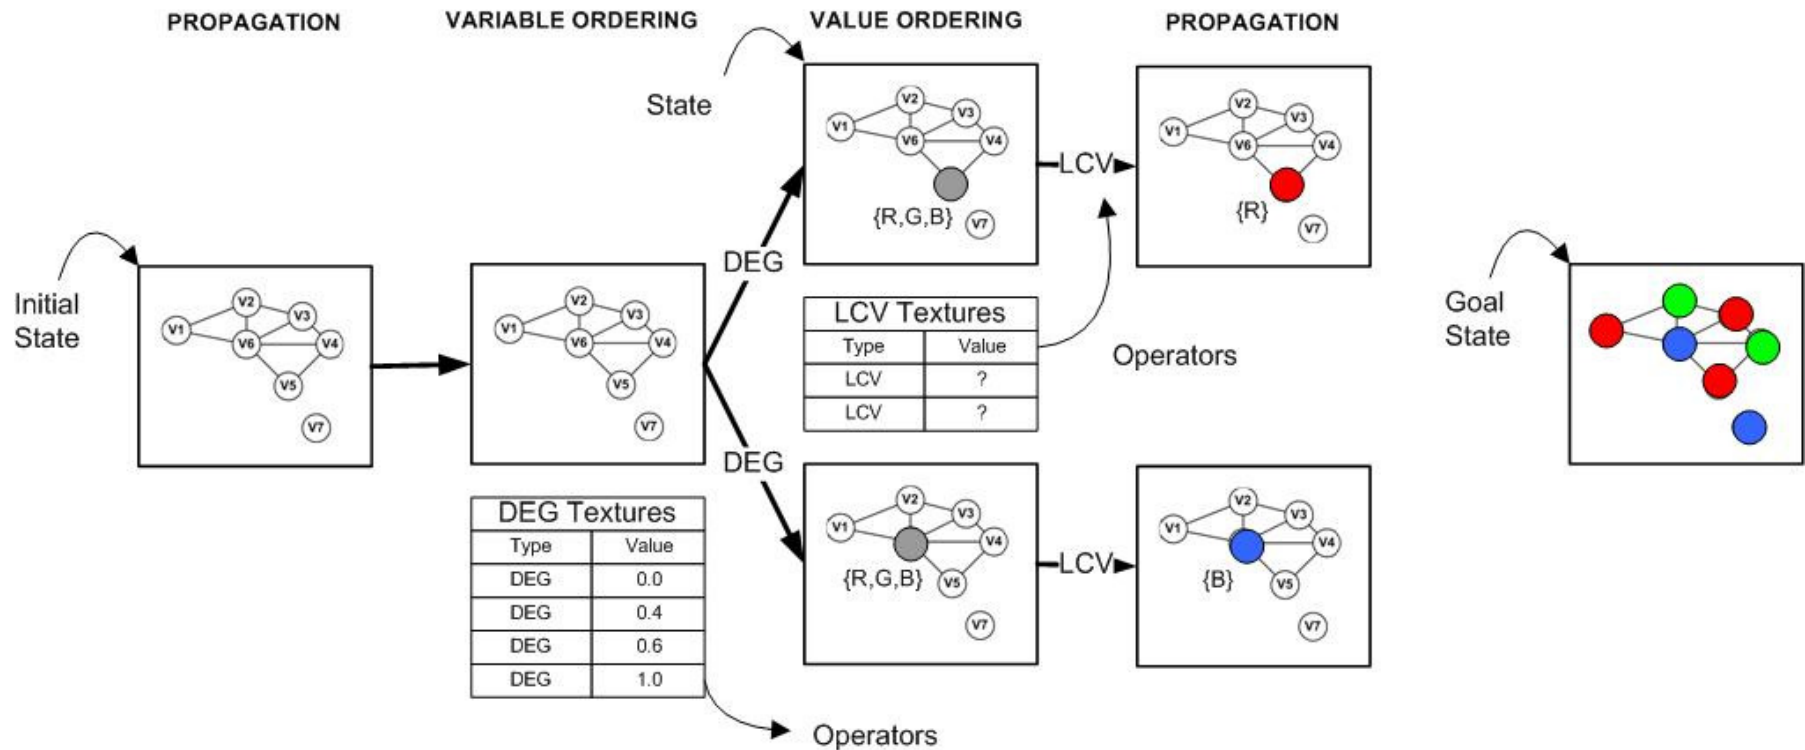 PROPAGATION
VARIABLE ORDERING
VALUE ORDERING
PROPAGATION
Initial
State
V1
V2
V3
V6
V4
V5
V7
V1
V2
V3
V6
V4
V5
V7
DEG Textures
Type Value
DEG 0.0
DEG 0.4
DEG 0.6
DEG 1.0
Operators
DEG
DEG
State
V2
V3
V1
V6
V4
{R,G,B}
V7
LCV Textures
Type Value
LCV ?
LCV ?
Operators
V2
V3
V1
V4
{R,G,B}
V5
V7
LCV
LCV
V2
V3
V1
V6
V4
{R}
V7
V2
V3
V1
V4
{B}
V5
V7
Goal
State